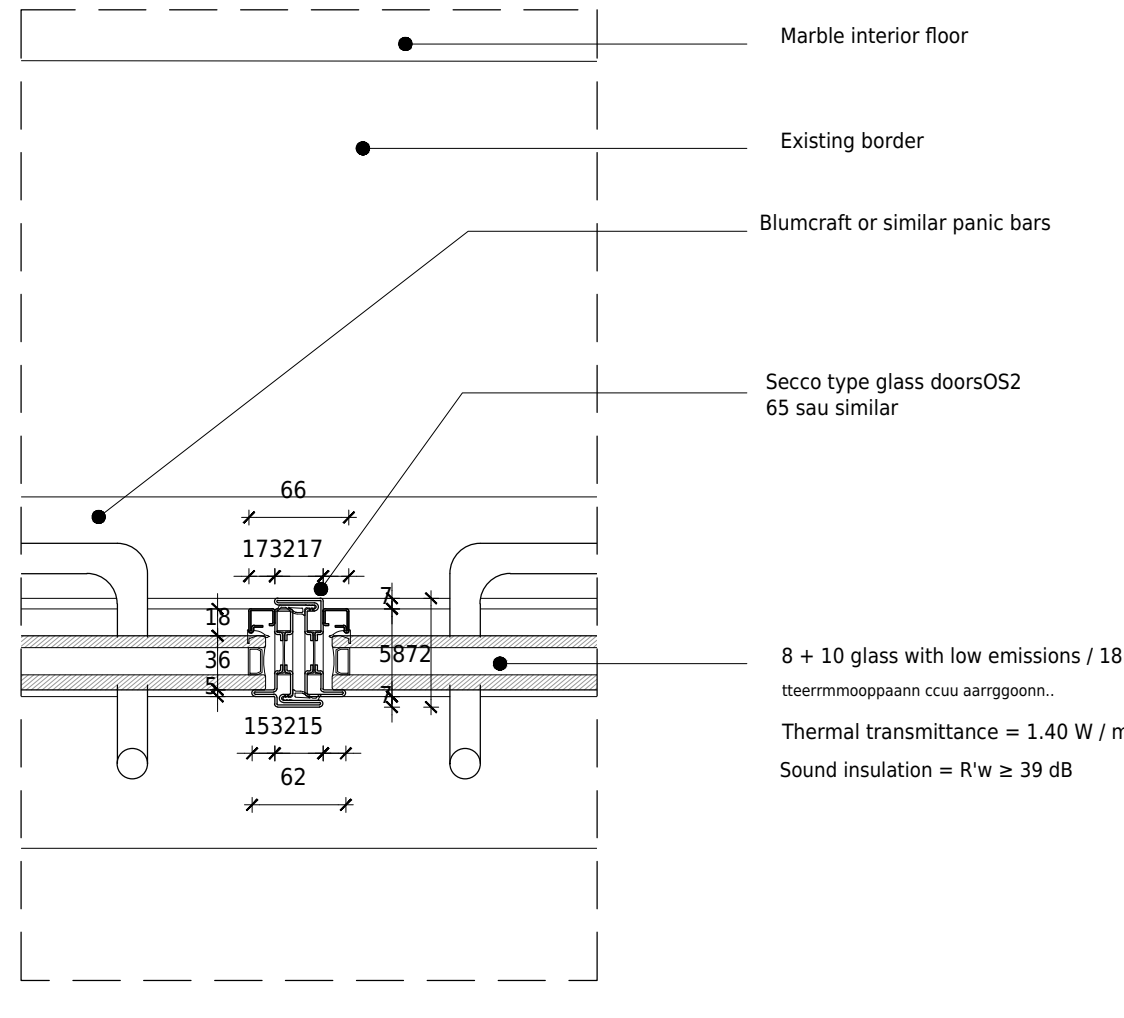 Marble interior floor
Existing border
Blumcraft or similar panic bars
Secco type glass doorsOS2
65 sau similar
66
173217
7
18
5872
36
5
7
153215
62
8 + 10 glass with low emissions / 18
tteerrmmooppaann ccuu aarrggoonn..
Thermal transmittance = 1.40 W / m
Sound insulation = R'w ≥ 39 dB